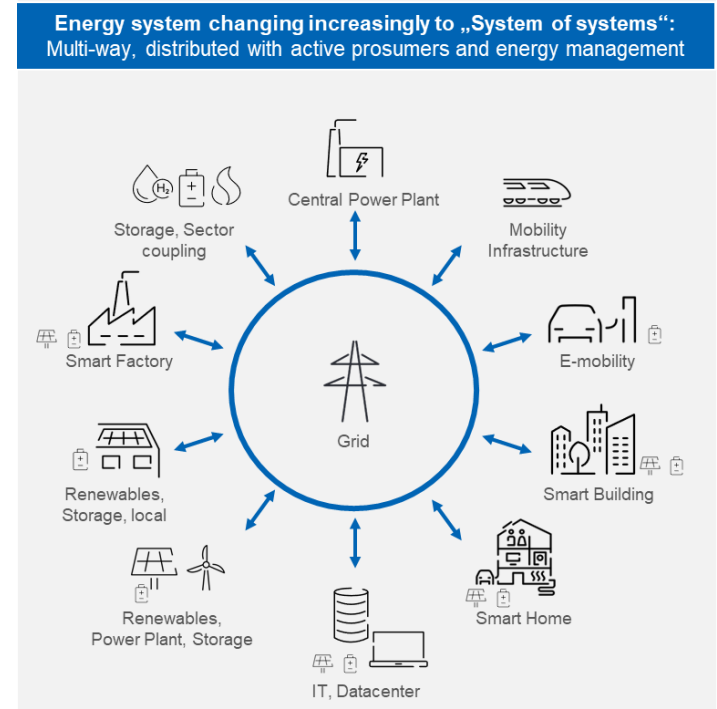 Energy system changing increasingly to „System of systems“:
Multi-way, distributed with active prosumers and energy management
Central Power Plant
H₂
Storage, Sector
coupling
Mobility
Infrastructure
Smart Factory
E-mobility
Grid
Renewables,
Storage, local
Smart Building
Renewables,
Power Plant, Storage
Smart Home
IT, Datacenter